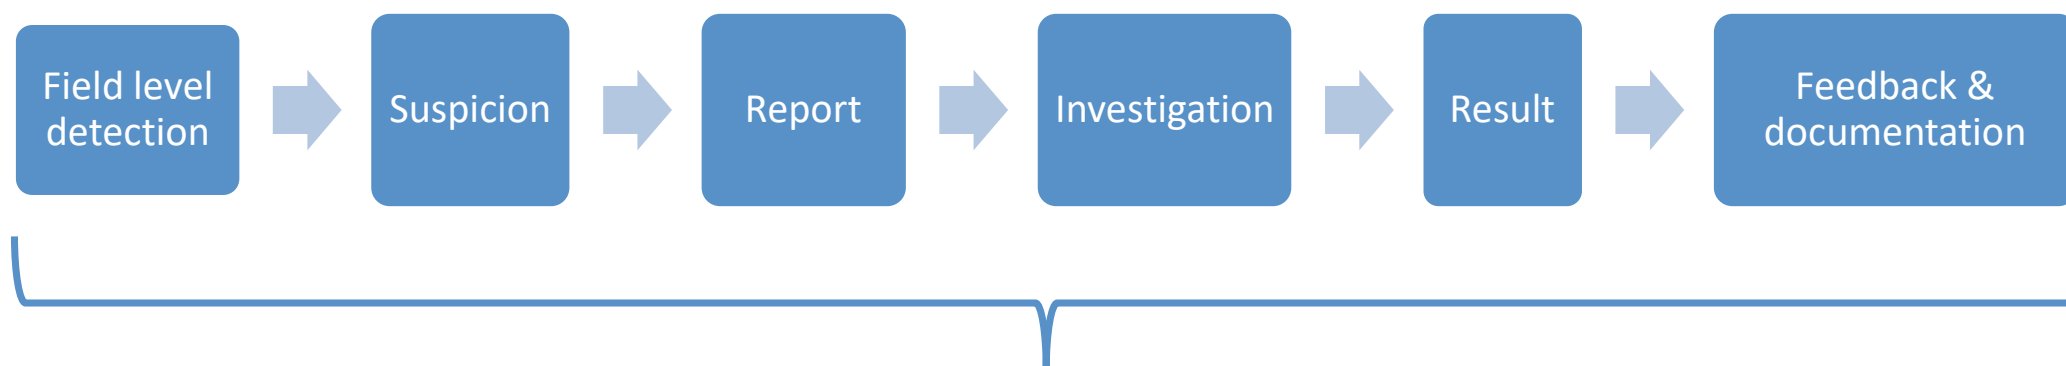 Field level
detection
Suspicion
Report
Investigation
Result
Feedback &
documentation